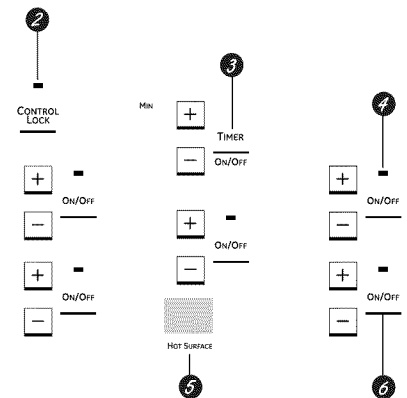 2
3
MIN
CONTROL
LOCK
+
TIMER
4
− ON/OFF
+
ON/OFF
−
+
ON/OFF
−
+
ON/OFF
−
+
ON/OFF
−
+
ON/OFF
−
HOT SURFACE
5
6